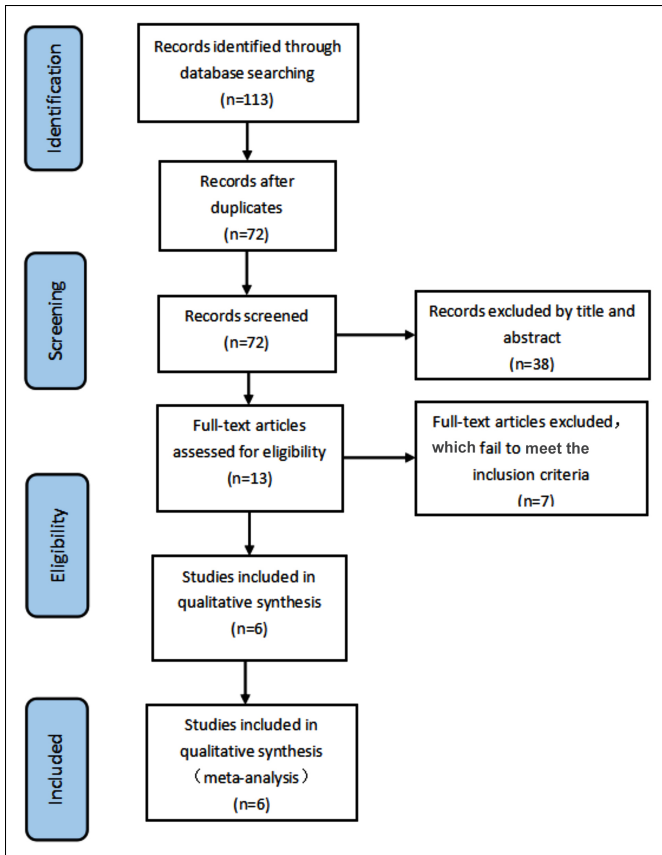 Identification
Records identified through
database searching
(n=113)
Records after
duplicates
(n=72)
Screening
Records screened
(n=72)
Records excluded by title and
abstract
(n=38)
Full-text articles
assessed for eligibility
(n=13)
Full-text articles excluded，
which fail to meet the
inclusion criteria
(n=7)
Eligibility
Studies included in
qualitative synthesis
(n=6)
Included
Studies included in
qualitative synthesis
（meta-analysis）
(n=6)